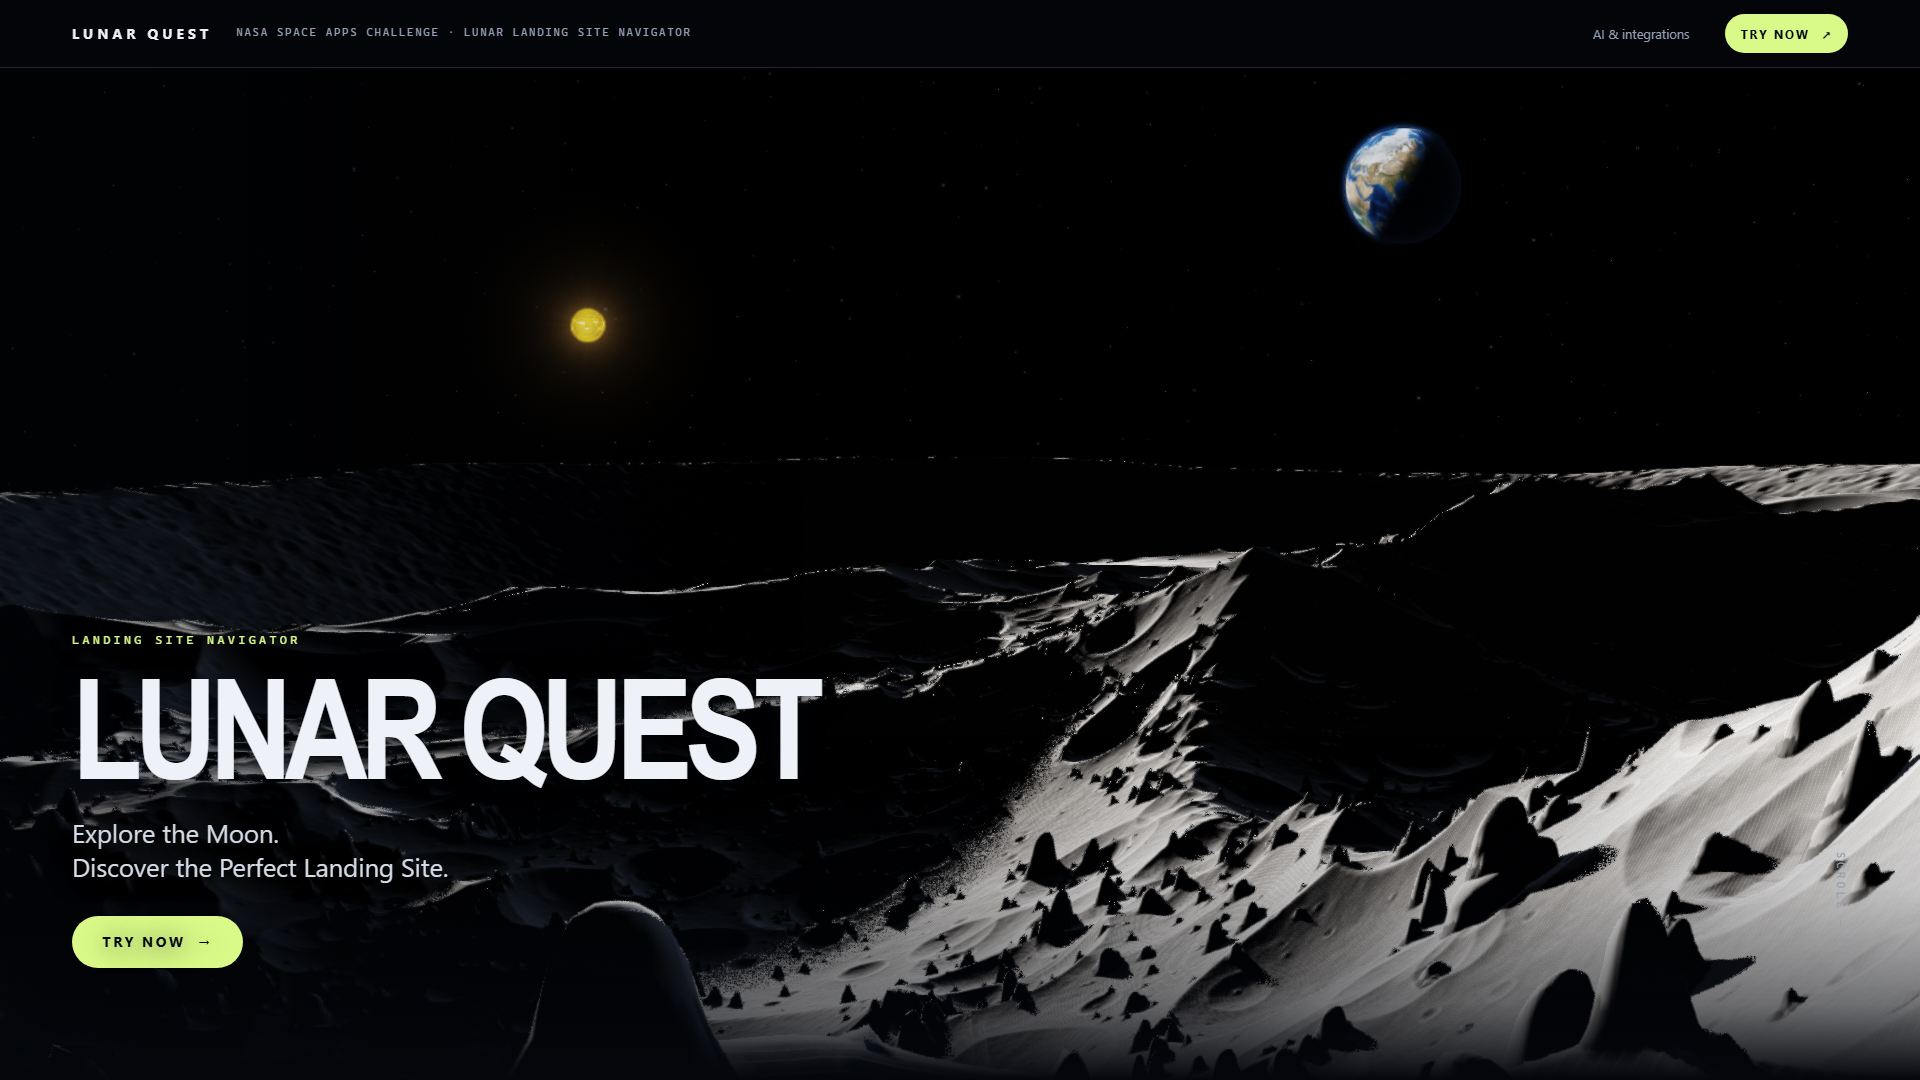 LUNAR QUEST
NASA SPACE APPS CHALLENGE · LUNAR LANDING SITE NAVIGATOR
AI & integrations
TRY NOW ↗
LANDING SITE NAVIGATOR
LUNAR QUEST
Explore the Moon.
Discover the Perfect Landing Site.
TRY NOW →
SCROLL